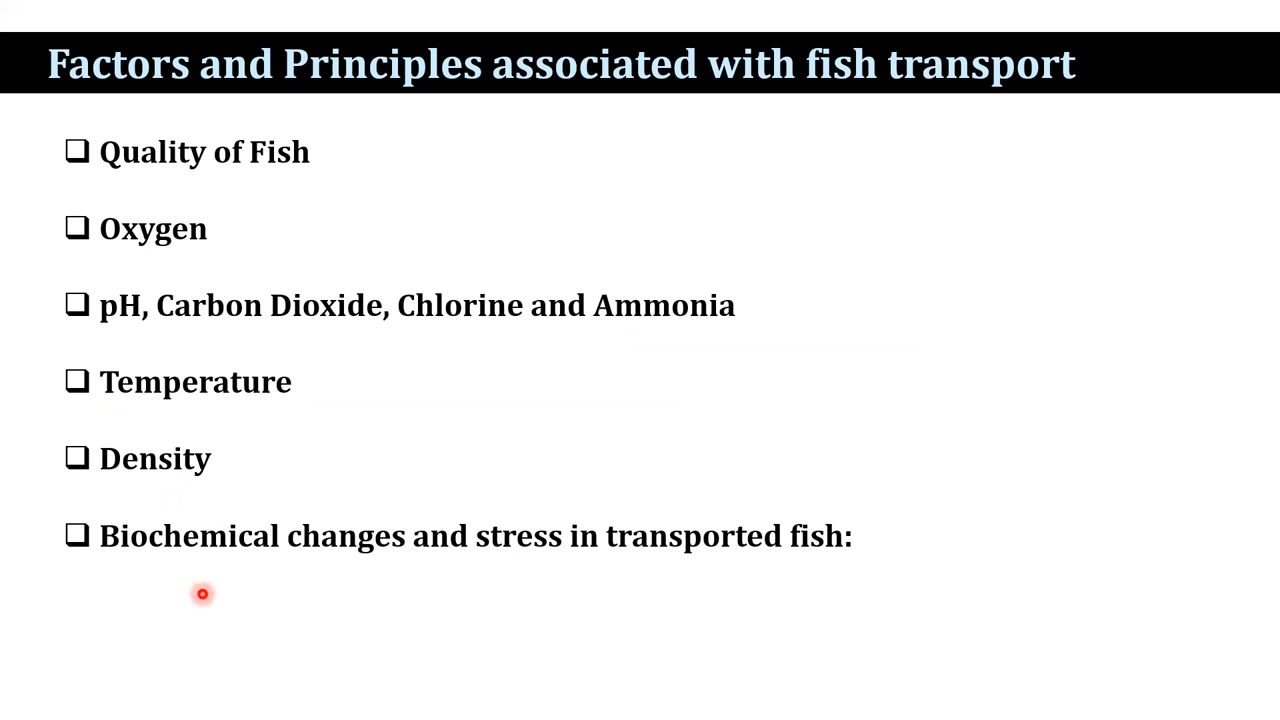 Factors and Principles associated with fish transport
❑ Quality of Fish
❑ Oxygen
❑ pH, Carbon Dioxide, Chlorine and Ammonia
❑ Temperature
❑ Density
❑ Biochemical changes and stress in transported fish: